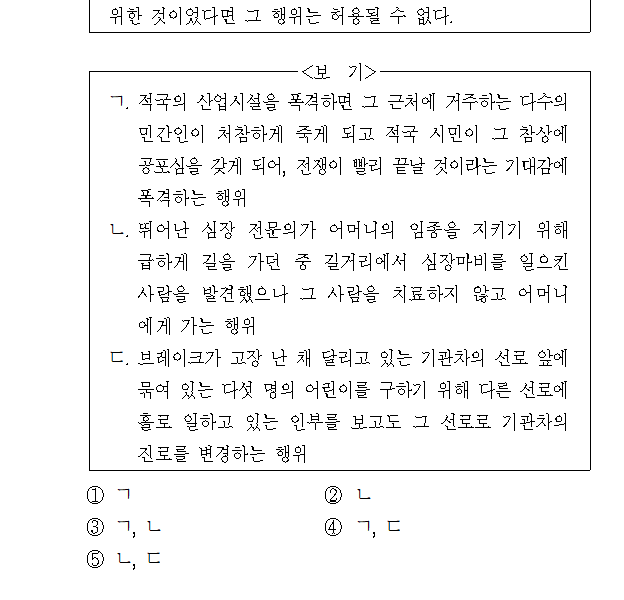 위한 것이었다면 그 행위는 허용될 수 없다.
<보 기>
ㄱ. 적국의 산업시설을 폭격하면 그 근처에 거주하는 다수의
민간인이 처참하게 죽게 되고 적국 시민이 그 참상에
공포심을 갖게 되어, 전쟁이 빨리 끝날 것이라는 기대감에
폭격하는 행위
ㄴ. 뛰어난 심장 전문의가 어머니의 임종을 지키기 위해
급하게 길을 가던 중 길거리에서 심장마비를 일으킨
사람을 발견했으나 그 사람을 치료하지 않고 어머니
에게 가는 행위
ㄷ. 브레이크가 고장 난 채 달리고 있는 기관차의 선로 앞에
묶여 있는 다섯 명의 어린이를 구하기 위해 다른 선로에
홀로 일하고 있는 인부를 보고도 그 선로로 기관차의
진로를 변경하는 행위
① ㄱ ② ㄴ
③ ㄱ, ㄴ ④ ㄱ, ㄷ
⑤ ㄴ, ㄷ